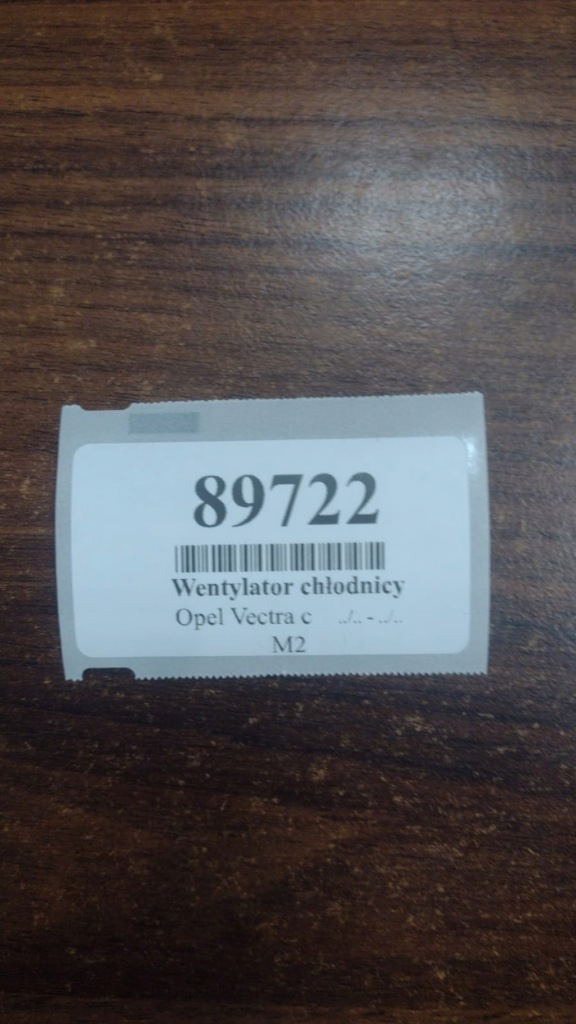 89722
Wentylator chłodnicy
Opel Vectra c ../.. - ../..
M2